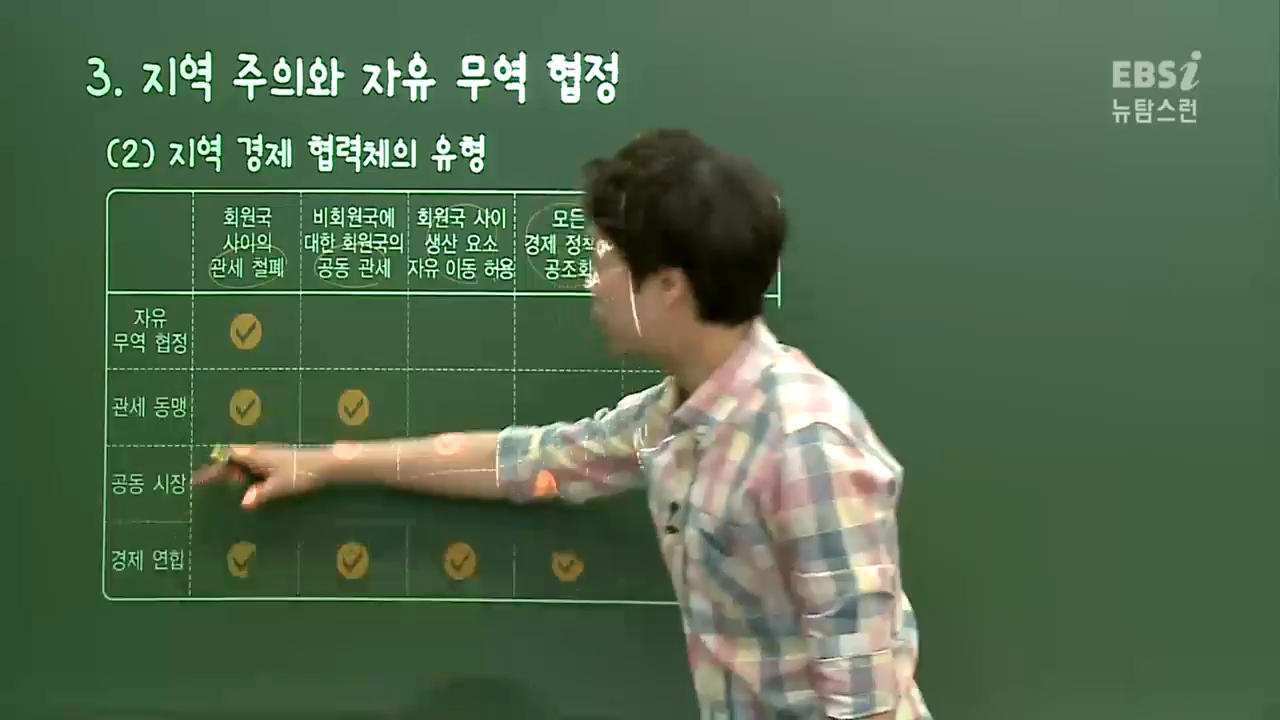 3. 지역 주의와 자유 무역 협정
EBSi
뉴탐스런
(2) 지역 경제 협력체의 유형
회원국
사이의
관세 철폐
비회원국에
대한 회원국의
공동 관세
회원국 사이
생산 요소
자유 이동 허용
모든
경제 정책
자유
무역 협정
관세 동맹
공동 시장
경제 연합